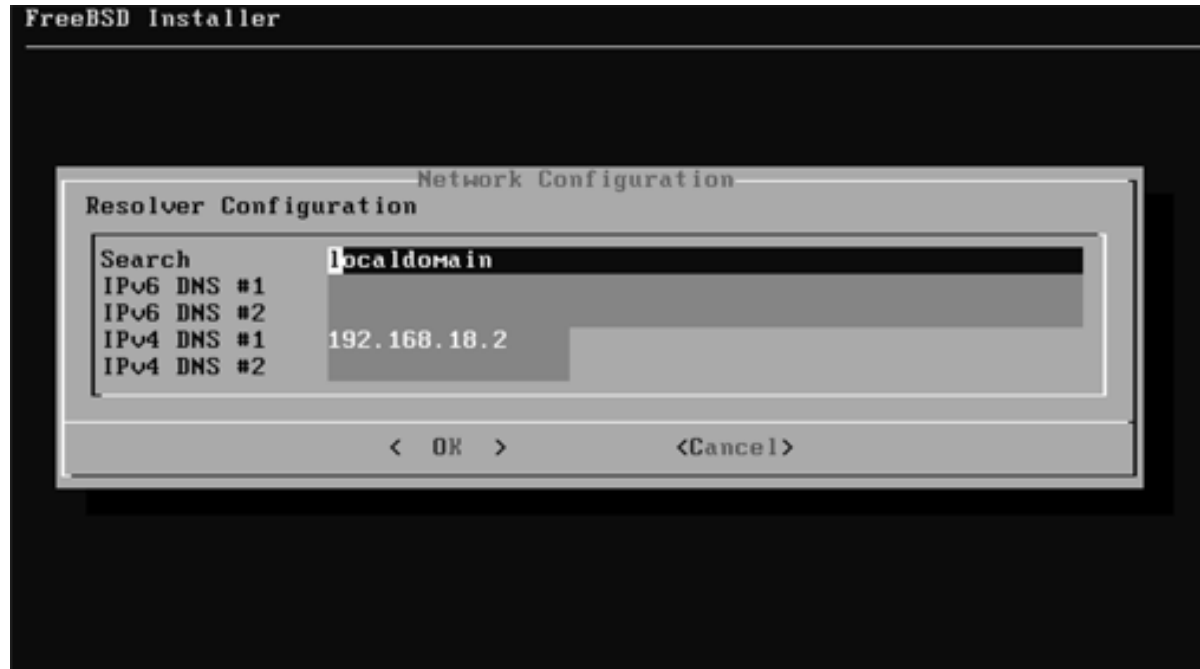 FreeBSD Installer
Network Configuration
Resolver Configuration
Search localdomain
IPv6 DNS #1
IPv6 DNS #2
IPv4 DNS #1 192.168.18.2
IPv4 DNS #2
< OK > <Cancel>